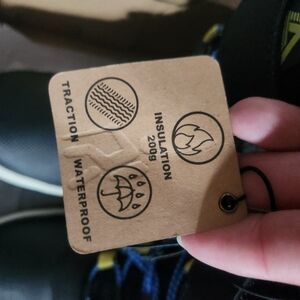 TRACTION
WATERPROOF
INSULATION
200g